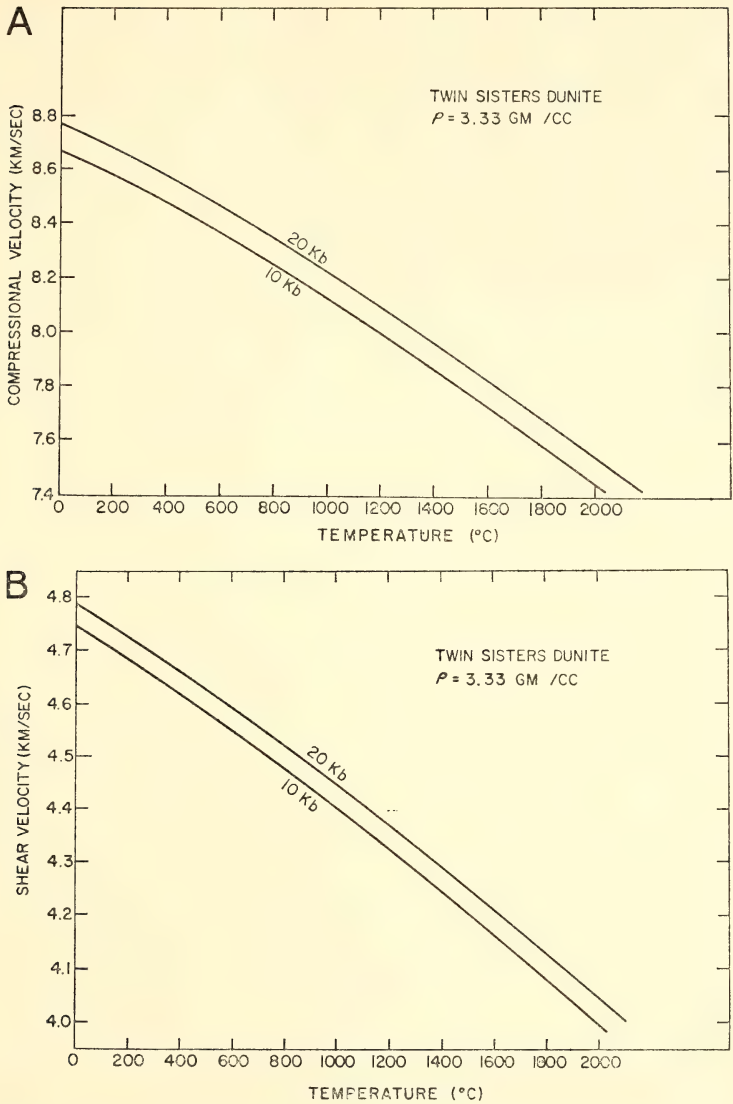 A
TWIN SISTERS DUNITE
ρ = 3.33 GM /CC
COMPRESSIONAL VELOCITY (KM/SEC)
8.8
8.6
8.4
8.2
8.0
7.8
7.6
7.4
20 Kb
10 Kb
0 200 400 600 800 1000 1200 1400 1600 1800 2000
TEMPERATURE (°C)
B
TWIN SISTERS DUNITE
ρ = 3.33 GM /CC
SHEAR VELOCITY (KM/SEC)
4.8
4.7
4.6
4.5
4.4
4.3
4.2
4.1
4.0
20 Kb
10 Kb
0 200 400 600 800 1000 1200 1400 1600 1800 2000
TEMPERATURE (°C)